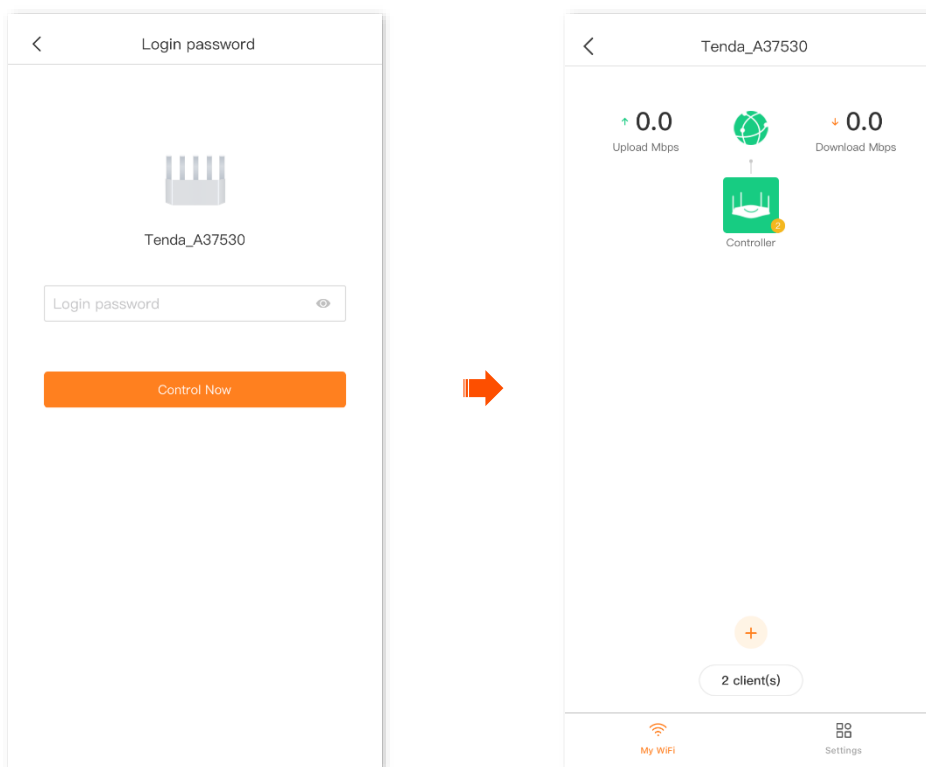 Login password
Tenda_A37530
Login password
Control Now
Tenda_A37530
0.0
Upload Mbps
0.0
Download Mbps
2
Controller
2 client(s)
My WiFi
Settings